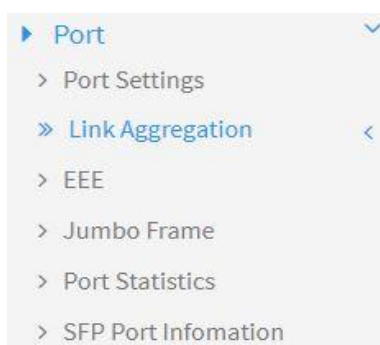 Port
Port Settings
Link Aggregation
EEE
Jumbo Frame
Port Statistics
SFP Port Infomation